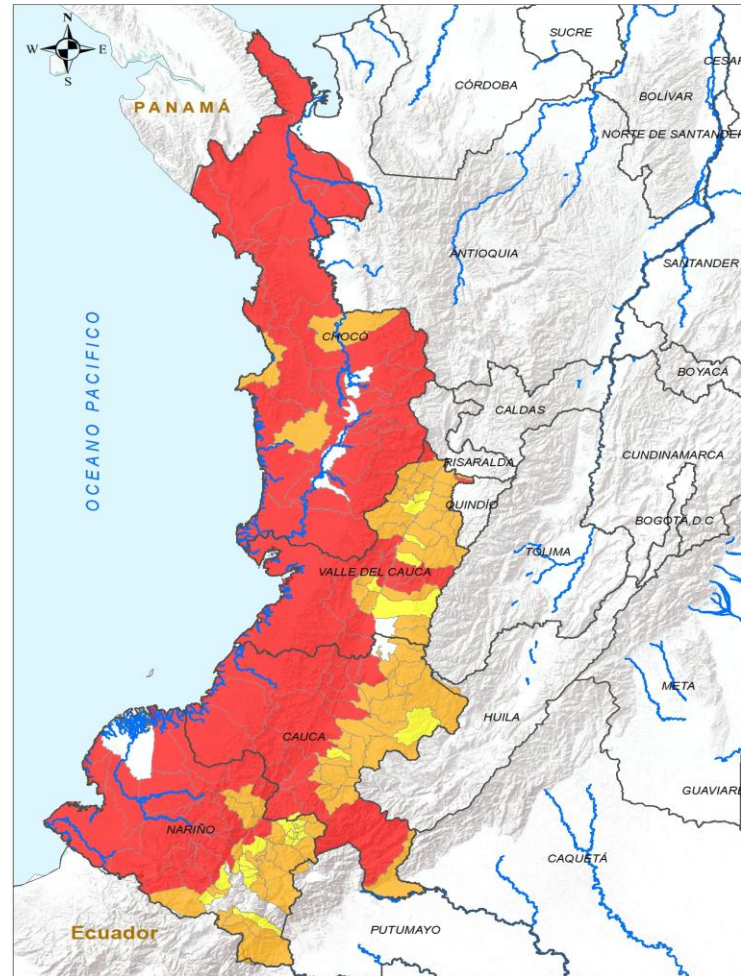 N
W E
S
SUCRE
CESAR
CÓRDOBA
BOLÍVAR
PANAMÁ
NORTE DE SANTANDER
ANTIOQUIA
SANTANDER
OCEANO PACIFICO
CHOCÓ
BOYACÁ
CALDAS
CUNDINAMARCA
RISARALDA
QUINDÍO
BOGOTÁ, D.C
TOLIMA
VALLE DEL CAUCA
META
HUILA
CAUCA
GUAVIARE
NARIÑO
CAQUETÁ
PUTUMAYO
Ecuador